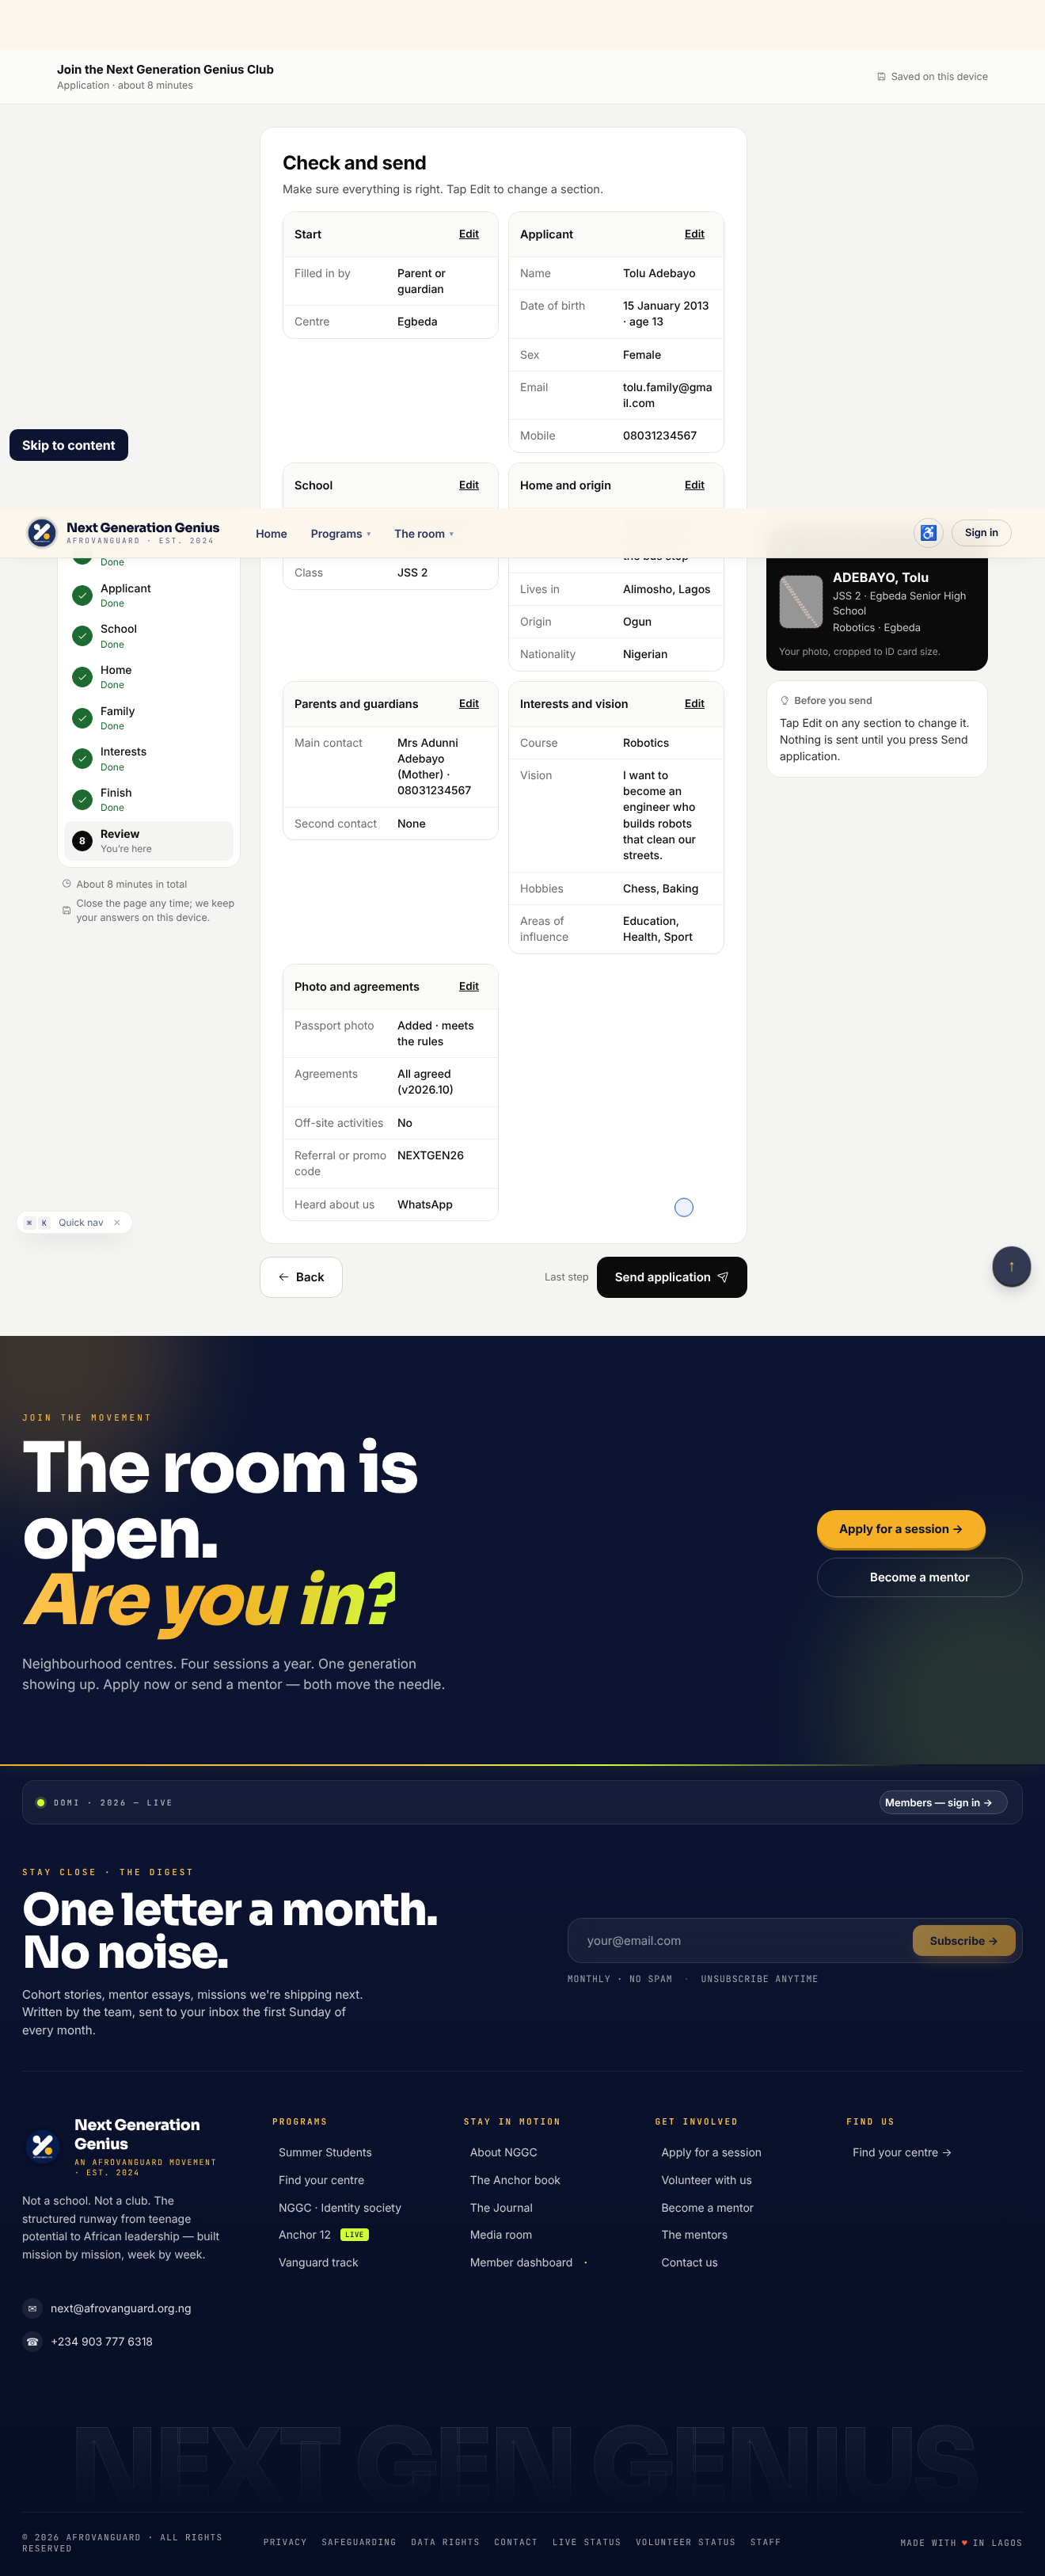 Join the Next Generation Genius Club
Application · about 8 minutes
Saved on this device
Check and send
Make sure everything is right. Tap Edit to change a section.
Start
Edit
Filled in by
Parent or
guardian
Centre
Egbeda
Applicant
Edit
Name
Tolu Adebayo
Date of birth
15 January 2013
· age 13
Sex
Female
Email
tolu.family@gma
il.com
Mobile
08031234567
Skip to content
School
Edit
Home and origin
Edit
Next Generation Genius
AFROVANGUARD · EST. 2024
Home
Programs ▾
The room ▾
Sign in
Done
Applicant
Done
School
Done
Home
Done
Family
Done
Interests
Done
Finish
Done
8
Review
You're here
About 8 minutes in total
Close the page any time; we keep
your answers on this device.
Class
JSS 2
the bus stop
Lives in
Alimosho, Lagos
Origin
Ogun
Nationality
Nigerian
ADEBAYO, Tolu
JSS 2 · Egbeda Senior High
School
Robotics · Egbeda
Your photo, cropped to ID card size.
Before you send
Tap Edit on any section to change it.
Nothing is sent until you press Send
application.
Parents and guardians
Edit
Main contact
Mrs Adunni
Adebayo
(Mother) ·
08031234567
Second contact
None
Interests and vision
Edit
Course
Robotics
Vision
I want to
become an
engineer who
builds robots
that clean our
streets.
Hobbies
Chess, Baking
Areas of
influence
Education,
Health, Sport
Photo and agreements
Edit
Passport photo
Added · meets
the rules
Agreements
All agreed
(v2026.10)
Off-site activities
No
Referral or promo
code
NEXTGEN26
Heard about us
WhatsApp
⌘ K Quick nav ×
← Back
Last step
Send application
↑
JOIN THE MOVEMENT
The room is
open.
Are you in?
Neighbourhood centres. Four sessions a year. One generation
showing up. Apply now or send a mentor — both move the needle.
Apply for a session →
Become a mentor
DOMI · 2026 — LIVE
Members — sign in →
STAY CLOSE · THE DIGEST
One letter a month.
No noise.
Cohort stories, mentor essays, missions we're shipping next.
Written by the team, sent to your inbox the first Sunday of
every month.
your@email.com
Subscribe →
MONTHLY · NO SPAM · UNSUBSCRIBE ANYTIME
Next Generation
Genius
AN AFROVANGUARD MOVEMENT
· EST. 2024
Not a school. Not a club. The
structured runway from teenage
potential to African leadership — built
mission by mission, week by week.
next@afrovanguard.org.ng
+234 903 777 6318
PROGRAMS
Summer Students
Find your centre
NGGC · Identity society
Anchor 12 LIVE
Vanguard track
STAY IN MOTION
About NGGC
The Anchor book
The Journal
Media room
Member dashboard ·
GET INVOLVED
Apply for a session
Volunteer with us
Become a mentor
The mentors
Contact us
FIND US
Find your centre →
NEXT GEN GENIUS
© 2026 AFROVANGUARD · ALL RIGHTS
RESERVED
PRIVACY SAFEGUARDING DATA RIGHTS CONTACT LIVE STATUS VOLUNTEER STATUS STAFF
MADE WITH ♥ IN LAGOS